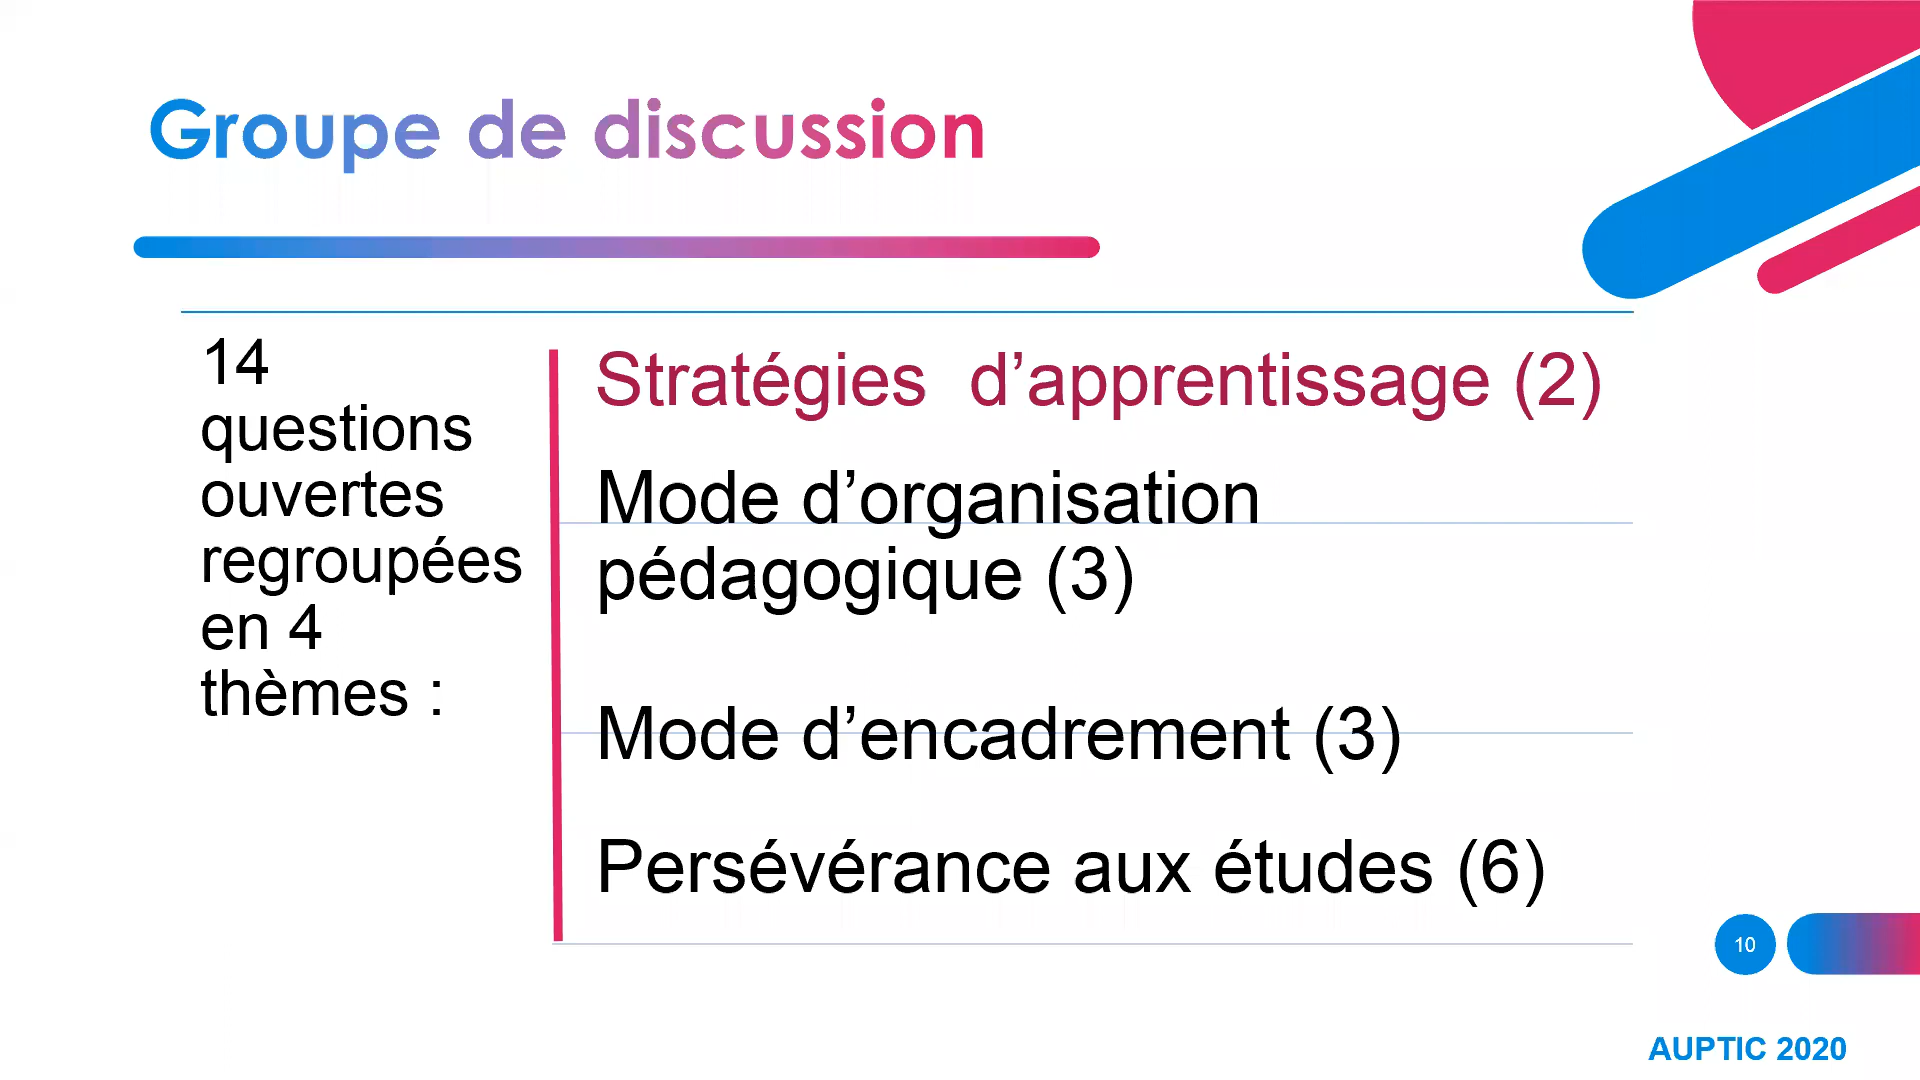 Groupe de discussion
14
questions
ouvertes
regroupées
en 4
thèmes :
Stratégies  d’apprentissage (2)
Mode d’organisation
pédagogique (3)
Mode d’encadrement (3)
Persévérance aux études (6)
10
AUPTIC 2020